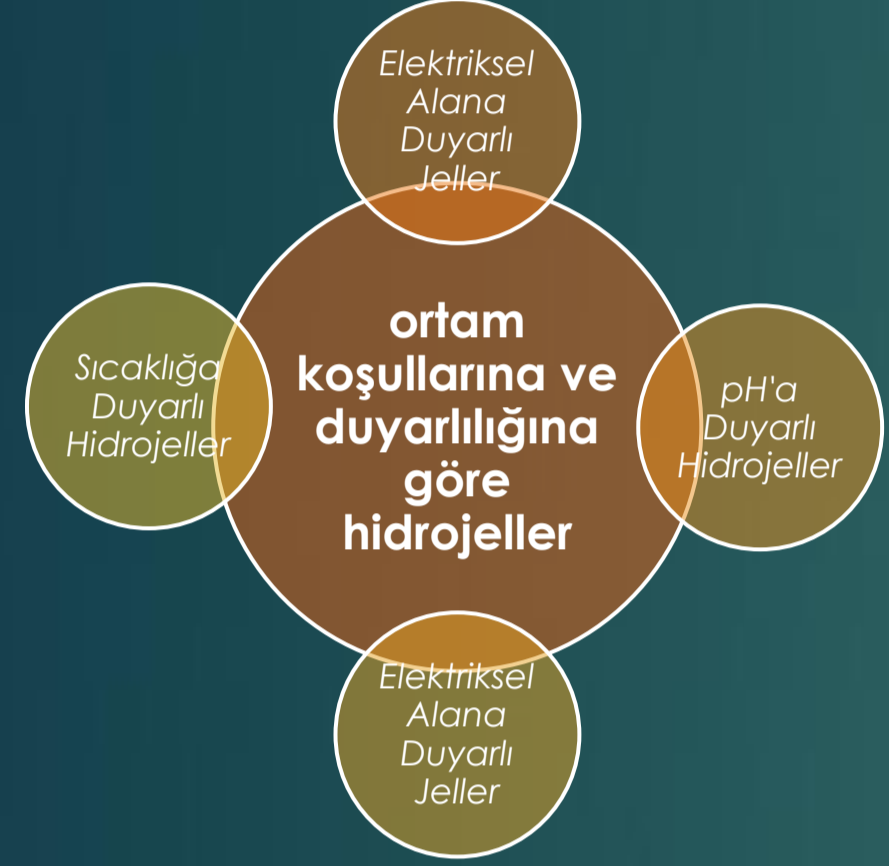 Elektriksel
Alana
Duyarlı
Jeller
ortam
koşullarına ve
duyarlılığına
göre
hidrojeller
Sıcaklığa
Duyarlı
Hidrojeller
pH'a
Duyarlı
Hidrojeller
Elektriksel
Alana
Duyarlı
Jeller